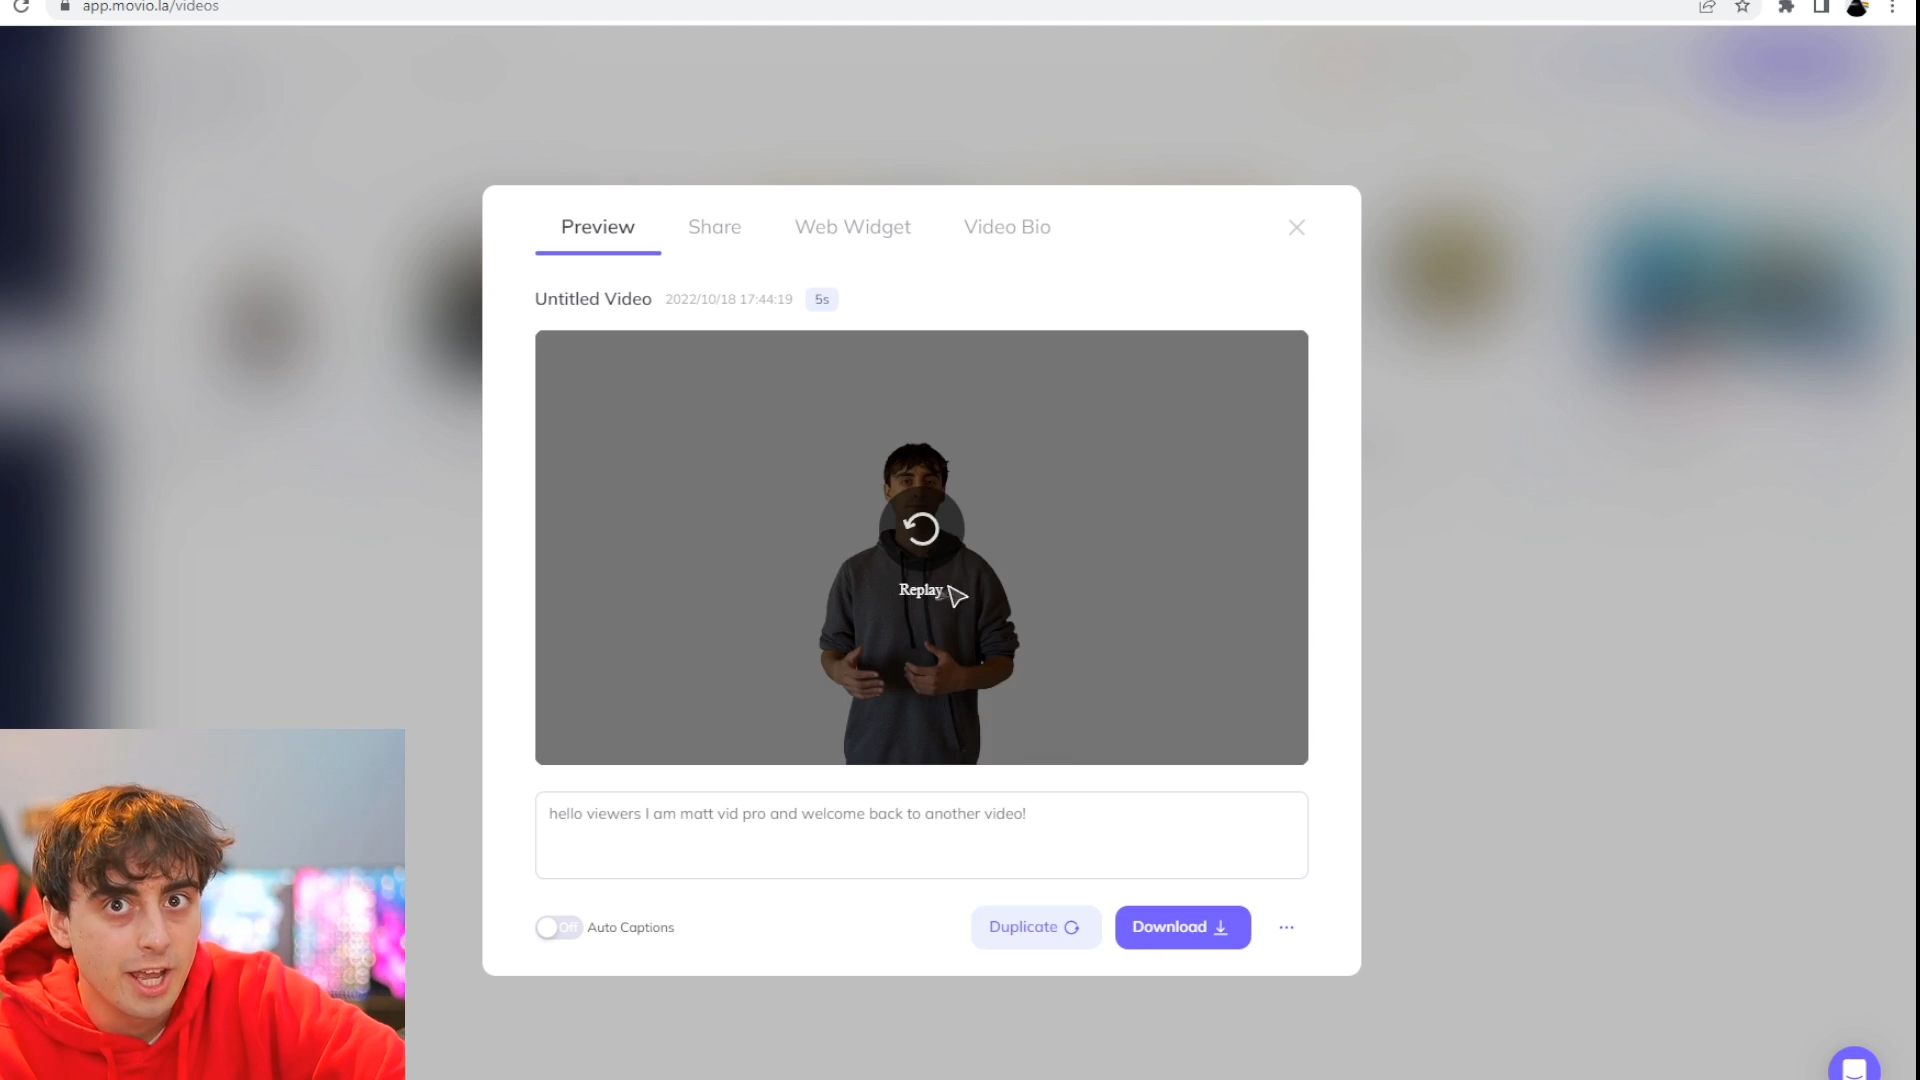 app.movio.la/videos
Preview Share Web Widget Video Bio
Untitled Video 2022/10/18 17:44:19 5s
Replay
hello viewers I am matt vid pro and welcome back to another video!
Off Auto Captions Duplicate Download